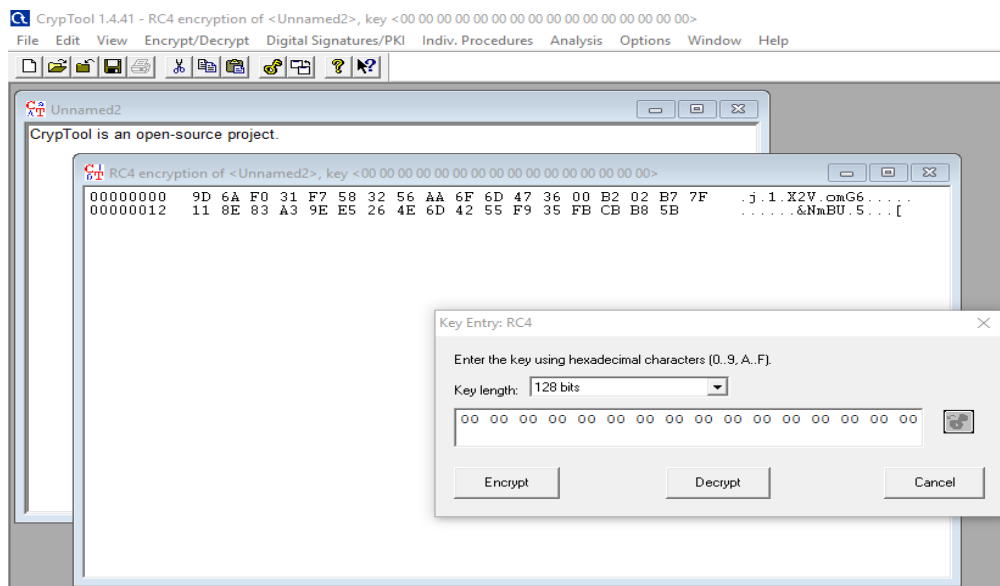 CrypTool 1.4.41 - RC4 encryption of <Unnamed2>, key <00 00 00 00 00 00 00 00 00 00 00 00 00 00 00 00>
File Edit View Encrypt/Decrypt Digital Signatures/PKI Indiv. Procedures Analysis Options Window Help
Unnamed2
CrypTool is an open-source project.
RC4 encryption of <Unnamed2>, key <00 00 00 00 00 00 00 00 00 00 00 00 00 00 00 00>
00000000 9D 6A F0 31 F7 58 32 56 AA 6F 6D 47 36 00 B2 02 B7 7F .j.1.X2V.omG6.....
00000012 11 8E 83 A3 9E E5 26 4E 6D 42 55 F9 35 FB CB B8 5B ......&NmBU.5...[
Key Entry: RC4
Enter the key using hexadecimal characters (0..9, A..F).
Key length: 128 bits
00 00 00 00 00 00 00 00 00 00 00 00 00 00 00 00
Encrypt Decrypt Cancel